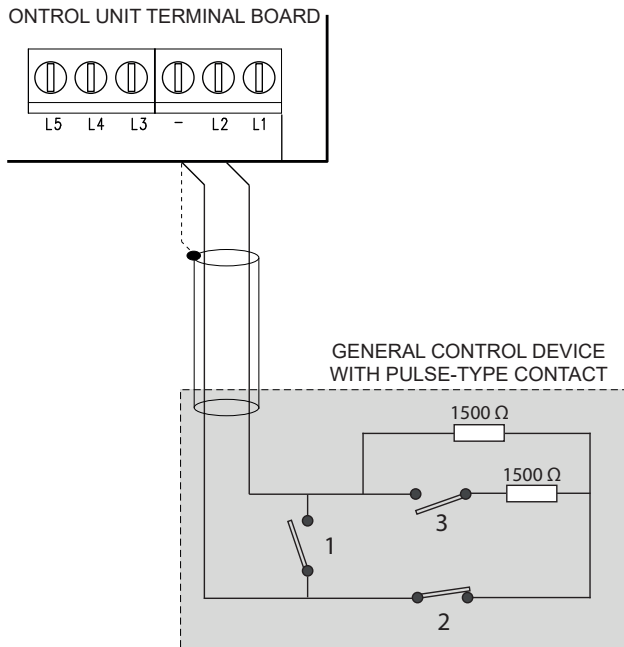 ONTROL UNIT TERMINAL BOARD
L5 L4 L3 – L2 L1
GENERAL CONTROL DEVICE
WITH PULSE-TYPE CONTACT
1500 Ω
1500 Ω
3
1
2